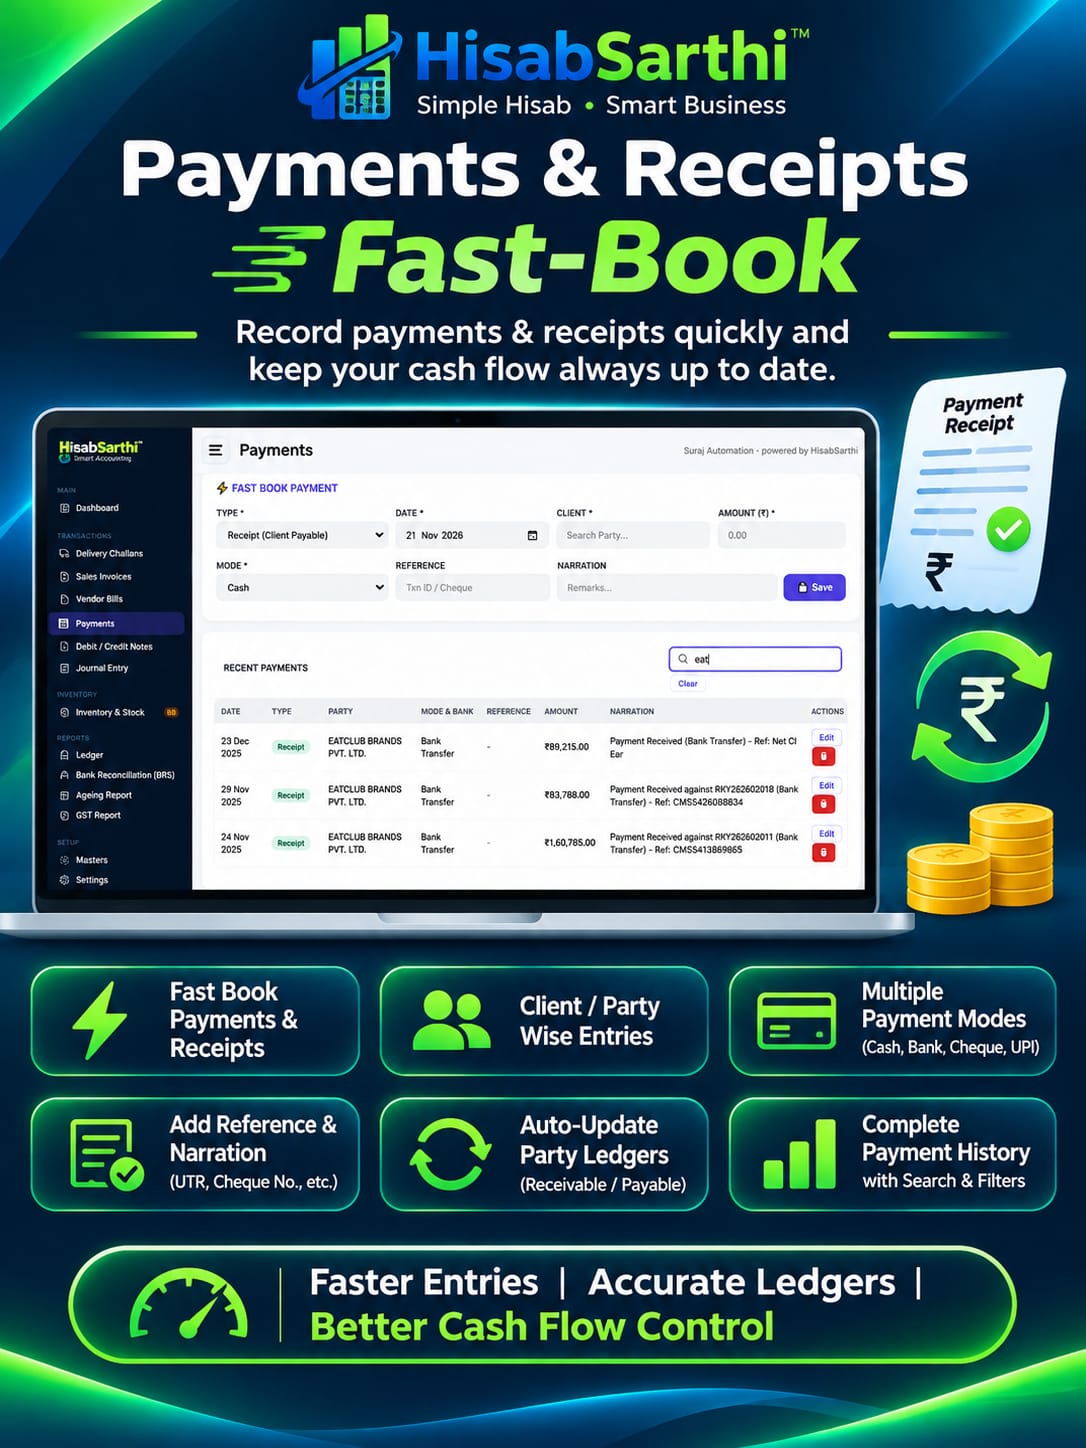 HisabSarthi™
Simple Hisab • Smart Business
Payments & Receipts
Fast-Book
Record payments & receipts quickly and
keep your cash flow always up to date.
Payment
Receipt
₹
HisabSarthi™
Smart Accounting
MAIN
Dashboard
TRANSACTIONS
Delivery Challans
Sales Invoices
Vendor Bills
Payments
Debit / Credit Notes
Journal Entry
INVENTORY
Inventory & Stock
REPORTS
Ledger
Bank Reconciliation (BRS)
Ageing Report
GST Report
SETUP
Masters
Settings
Payments
Suraj Automation - powered by HisabSarthi
FAST BOOK PAYMENT
TYPE * DATE * CLIENT * AMOUNT (₹) *
Receipt (Client Payable) 21 Nov 2026 Search Party... 0.00
MODE * REFERENCE NARRATION
Cash Txn ID / Cheque Remarks... Save
RECENT PAYMENTS
eat
Clear
DATE TYPE PARTY MODE & BANK REFERENCE AMOUNT NARRATION ACTIONS
23 Dec 2025 Receipt EATCLUB BRANDS PVT. LTD. Bank Transfer - ₹89,215.00 Payment Received (Bank Transfer) - Ref: Net Cl Ear Edit
29 Nov 2025 Receipt EATCLUB BRANDS PVT. LTD. Bank Transfer - ₹83,788.00 Payment Received against RKY262602018 (Bank Transfer) - Ref: CMSS426088834 Edit
24 Nov 2025 Receipt EATCLUB BRANDS PVT. LTD. Bank Transfer - ₹1,60,785.00 Payment Received against RKY262602011 (Bank Transfer) - Ref: CMSS413869865 Edit
₹
Fast Book
Payments &
Receipts
Client / Party
Wise Entries
Multiple
Payment Modes
(Cash, Bank, Cheque, UPI)
Add Reference &
Narration
(UTR, Cheque No., etc.)
Auto-Update
Party Ledgers
(Receivable / Payable)
Complete
Payment History
with Search & Filters
Faster Entries | Accurate Ledgers |
Better Cash Flow Control